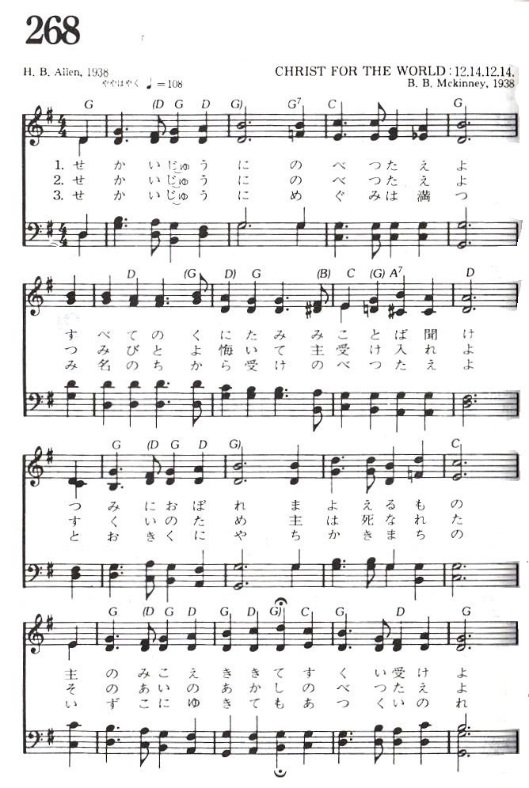 268
H. B. Allen, 1938
CHRIST FOR THE WORLD : 12.14.12.14.
ややはやく ♩=108
B. B. Mckinney, 1938
G (D G D G) G7 C G
1. せ か い じゅ う に の べ つ た え よ
2. せ か い じゅ う に の べ つ た え よ
3. せ か い じゅ う に め ぐ み は 満 つ
D (G) D) G (B) C (G) A7 D
す べ て の く に た み み こ と ば 聞 け
つ み び と よ 悔 い て 主 受 け 入 れ よ
み 名 の ち か ら 受 け の べ つ た え よ
G (D G D G) C
つ み に お ぼ れ ま よ え る も の
す く い の た め 主 は 死 な れ た
と お き く に や ち か き ま ち の
G (D G D G D G) C G D G
主 の み こ え き き て す く い 受 け よ
そ の あ い の あ か し の べ つ た え よ
い ず こ に ゆ き て も あ つ く い の れ